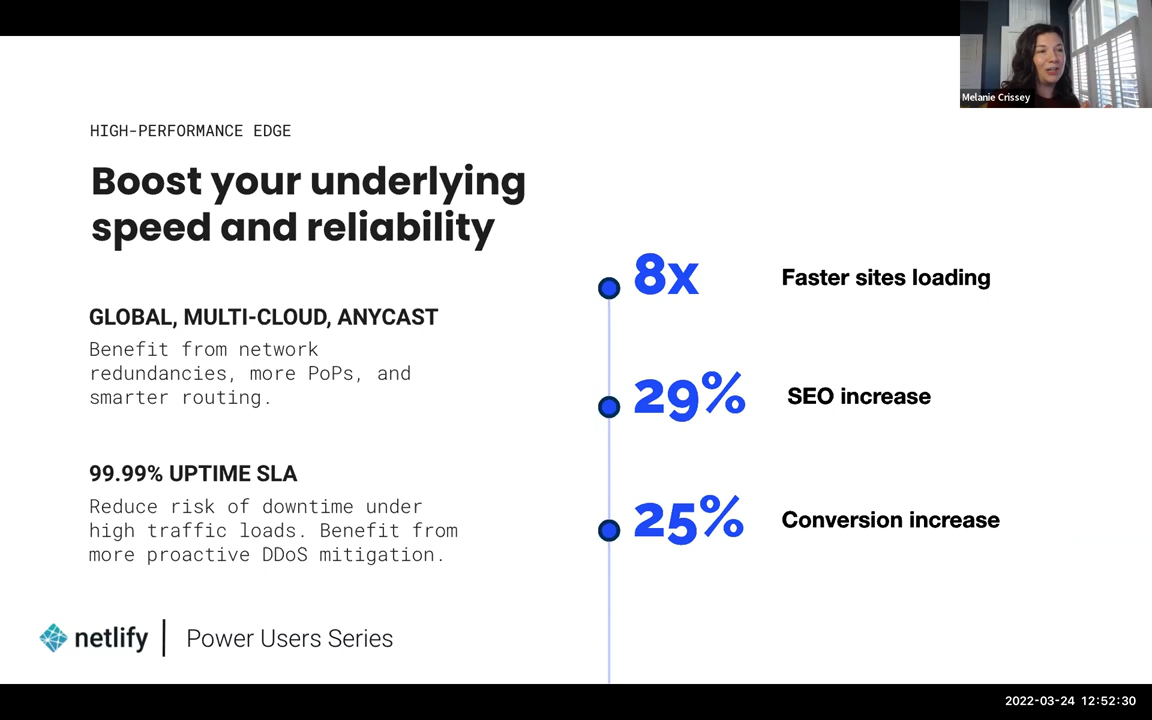 Melanie Crissey
HIGH-PERFORMANCE EDGE
Boost your underlying
speed and reliability
GLOBAL, MULTI-CLOUD, ANYCAST
Benefit from network
redundancies, more PoPs, and
smarter routing.
99.99% UPTIME SLA
Reduce risk of downtime under
high traffic loads. Benefit from
more proactive DDoS mitigation.
8x Faster sites loading
29% SEO increase
25% Conversion increase
netlify | Power Users Series
2022-03-24 12:52:30